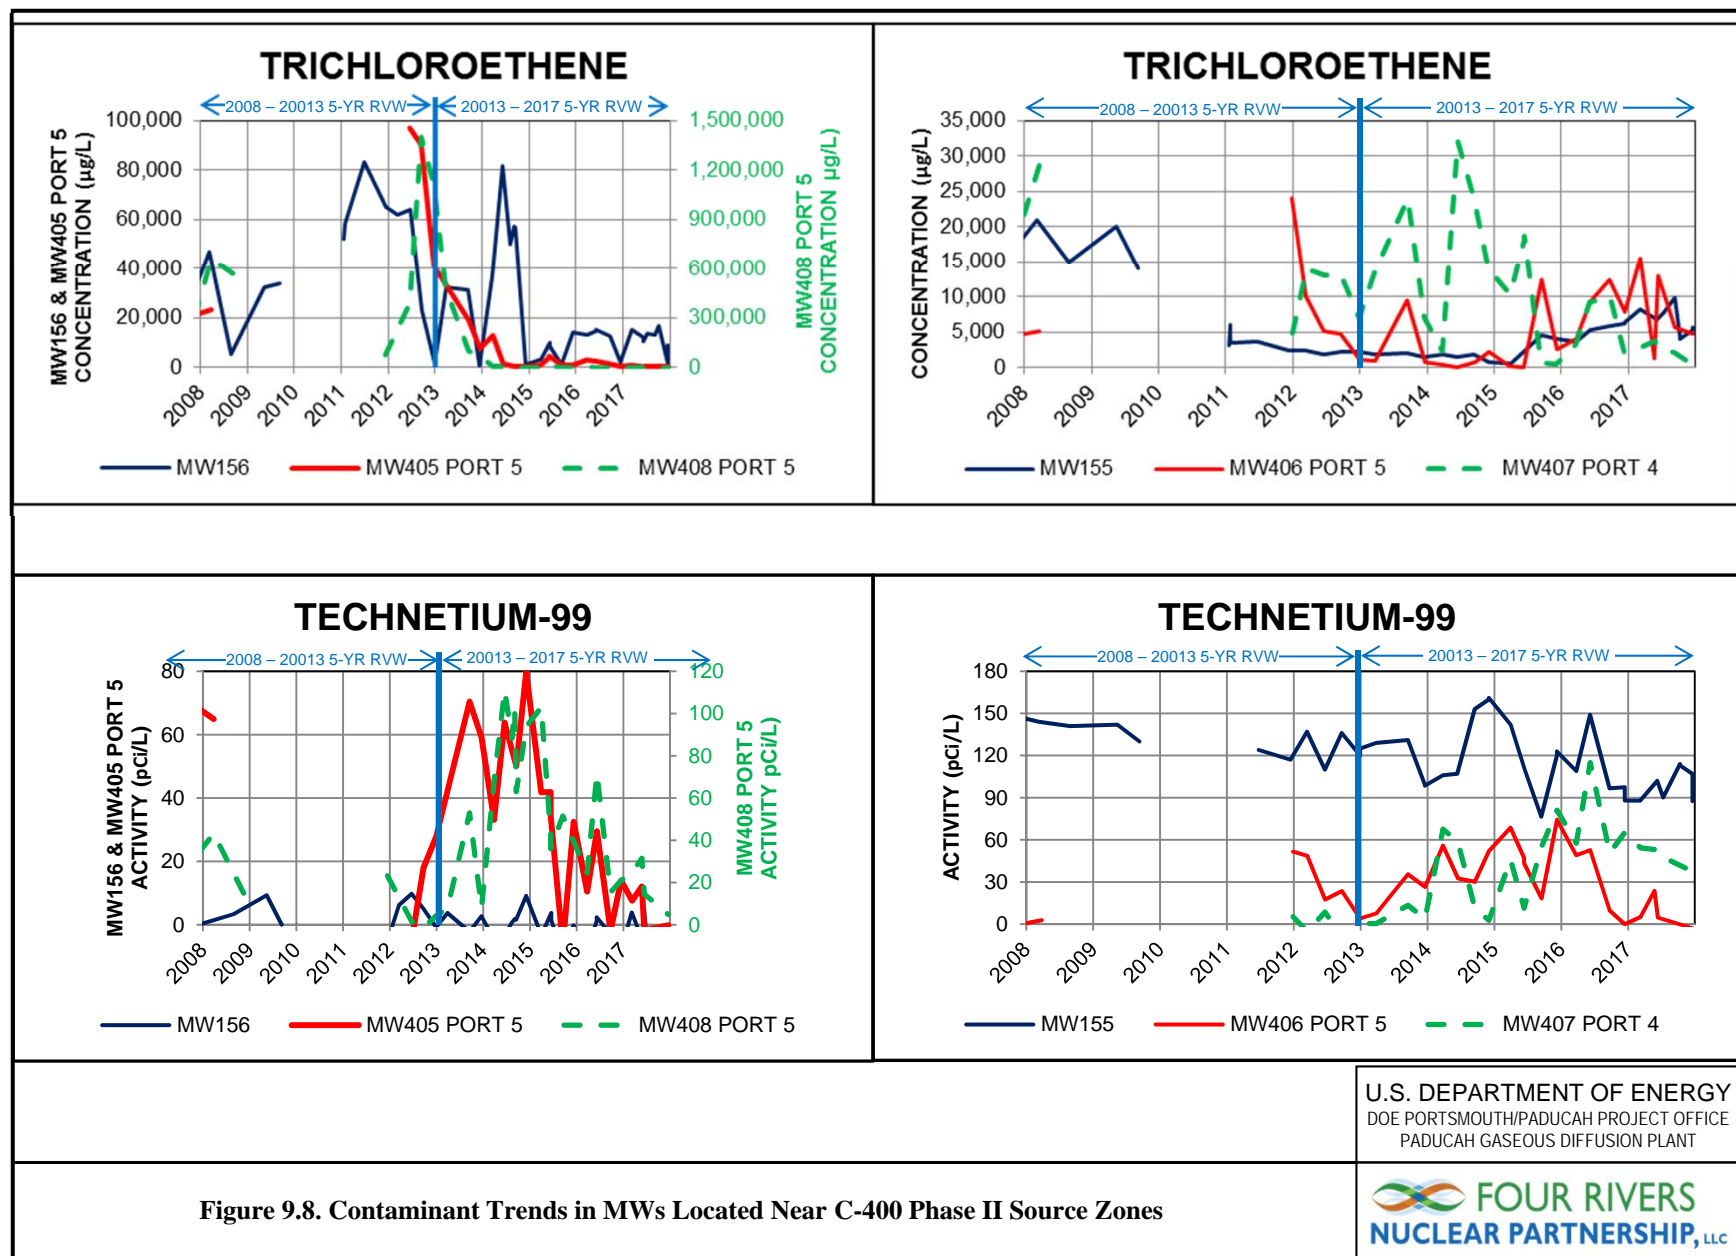 TRICHLOROETHENE
2008 – 20013 5-YR RVW
20013 – 2017 5-YR RVW
MW156 & MW405 PORT 5
CONCENTRATION (µg/L)
100,000
80,000
60,000
40,000
20,000
0
1,500,000
1,200,000
900,000
600,000
300,000
0
MW408 PORT 5
CONCENTRATION µg/L)
2008
2009
2010
2011
2012
2013
2014
2015
2016
2017
MW156
MW405 PORT 5
MW408 PORT 5
TRICHLOROETHENE
2008 – 20013 5-YR RVW
20013 – 2017 5-YR RVW
CONCENTRATION (µg/L)
35,000
30,000
25,000
20,000
15,000
10,000
5,000
0
2008
2009
2010
2011
2012
2013
2014
2015
2016
2017
MW155
MW406 PORT 5
MW407 PORT 4
TECHNETIUM-99
2008 – 20013 5-YR RVW
20013 – 2017 5-YR RVW
MW156 & MW405 PORT 5
ACTIVITY (pCi/L)
80
60
40
20
0
120
100
80
60
40
20
0
MW408 PORT 5
ACTIVITY pCi/L)
2008
2009
2010
2011
2012
2013
2014
2015
2016
2017
MW156
MW405 PORT 5
MW408 PORT 5
TECHNETIUM-99
2008 – 20013 5-YR RVW
20013 – 2017 5-YR RVW
ACTIVITY (pCi/L)
180
150
120
90
60
30
0
2008
2009
2010
2011
2012
2013
2014
2015
2016
2017
MW155
MW406 PORT 5
MW407 PORT 4
U.S. DEPARTMENT OF ENERGY
DOE PORTSMOUTH/PADUCAH PROJECT OFFICE
PADUCAH GASEOUS DIFFUSION PLANT
Figure 9.8. Contaminant Trends in MWs Located Near C-400 Phase II Source Zones
FOUR RIVERS
NUCLEAR PARTNERSHIP, LLC